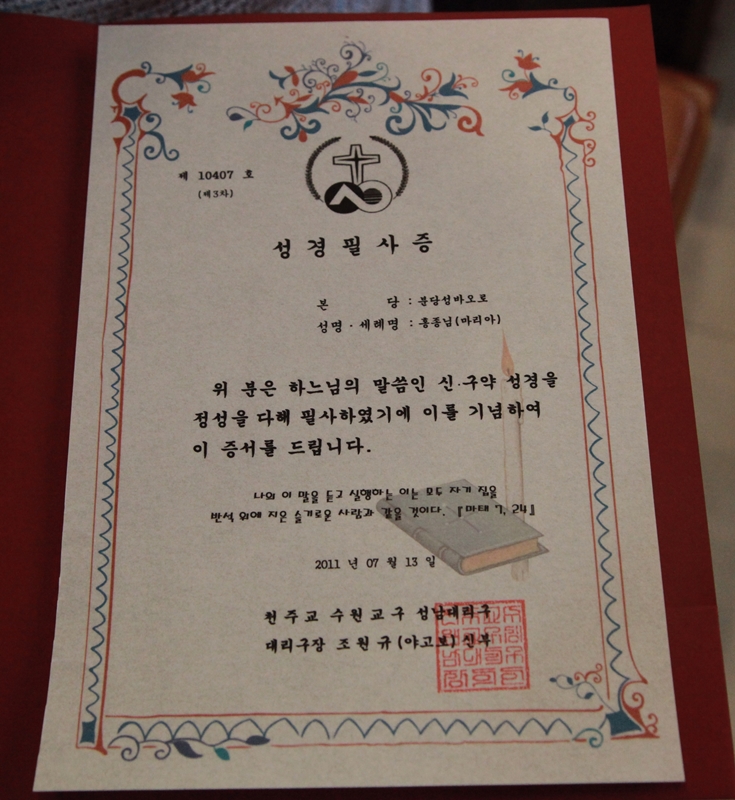 제 10407 호
(제3차)
성경필사증
본 당 : 분당성바오로
성명·세례명 : 홍종님(마리아)
위 분은 하느님의 말씀인 신·구약 성경을
정성을 다해 필사하였기에 이를 기념하여
이 증서를 드립니다.
나의 이 말을 듣고 실행하는 이는 모두 자기 집을
반석 위에 지은 슬기로운 사람과 같을 것이다. 『마태 7, 24』
2011 년 07 월 13 일
천주교 수원교구 성남대리구
대리구장 조원규(야고보) 신부